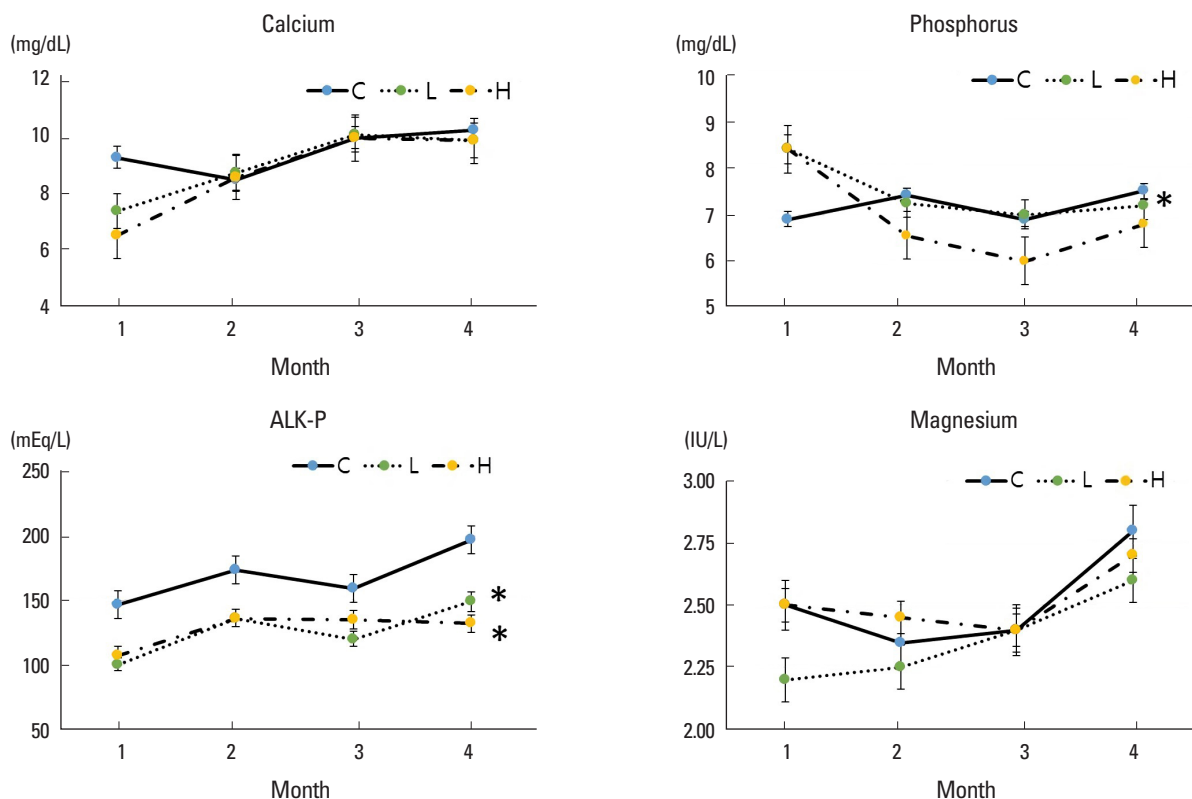 Calcium
(mg/dL)
C L H
12
10
8
6
4
1 2 3 4
Month
Phosphorus
(mg/dL)
C L H
10
9
8
7
6
5
*
1 2 3 4
Month
ALK-P
(mEq/L)
C L H
250
200
150
100
50
*
*
1 2 3 4
Month
Magnesium
(IU/L)
C L H
3.00
2.75
2.50
2.25
2.00
1 2 3 4
Month